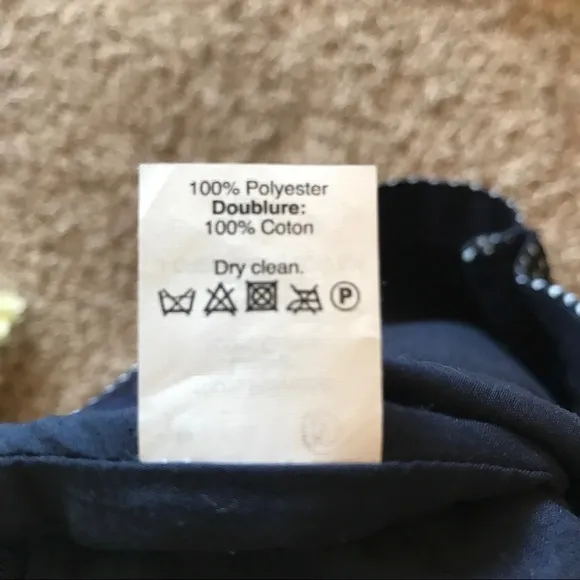 100% Polyester
Doublure:
100% Coton
Dry clean.
P